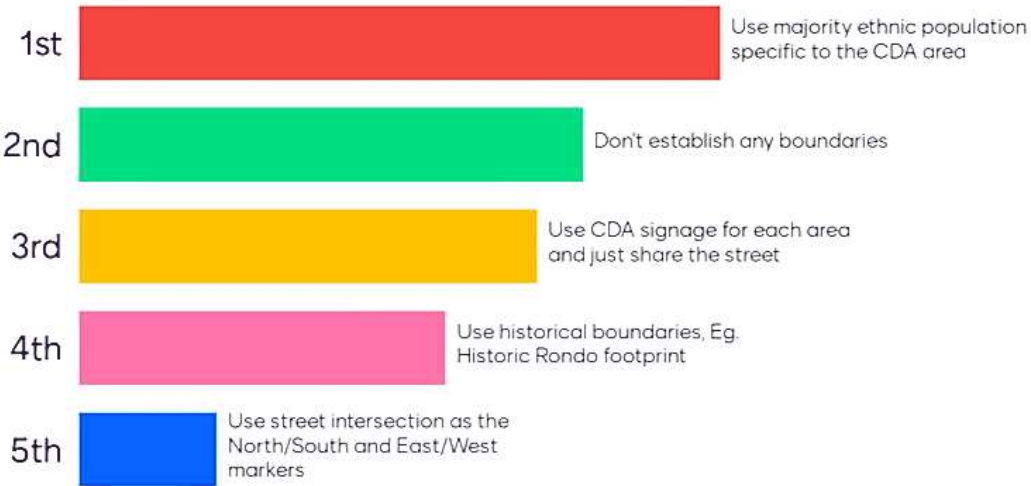 1st
Use majority ethnic population
specific to the CDA area
2nd
Don't establish any boundaries
3rd
Use CDA signage for each area
and just share the street
4th
Use historical boundaries, Eg.
Historic Rondo footprint
5th
Use street intersection as the
North/South and East/West
markers